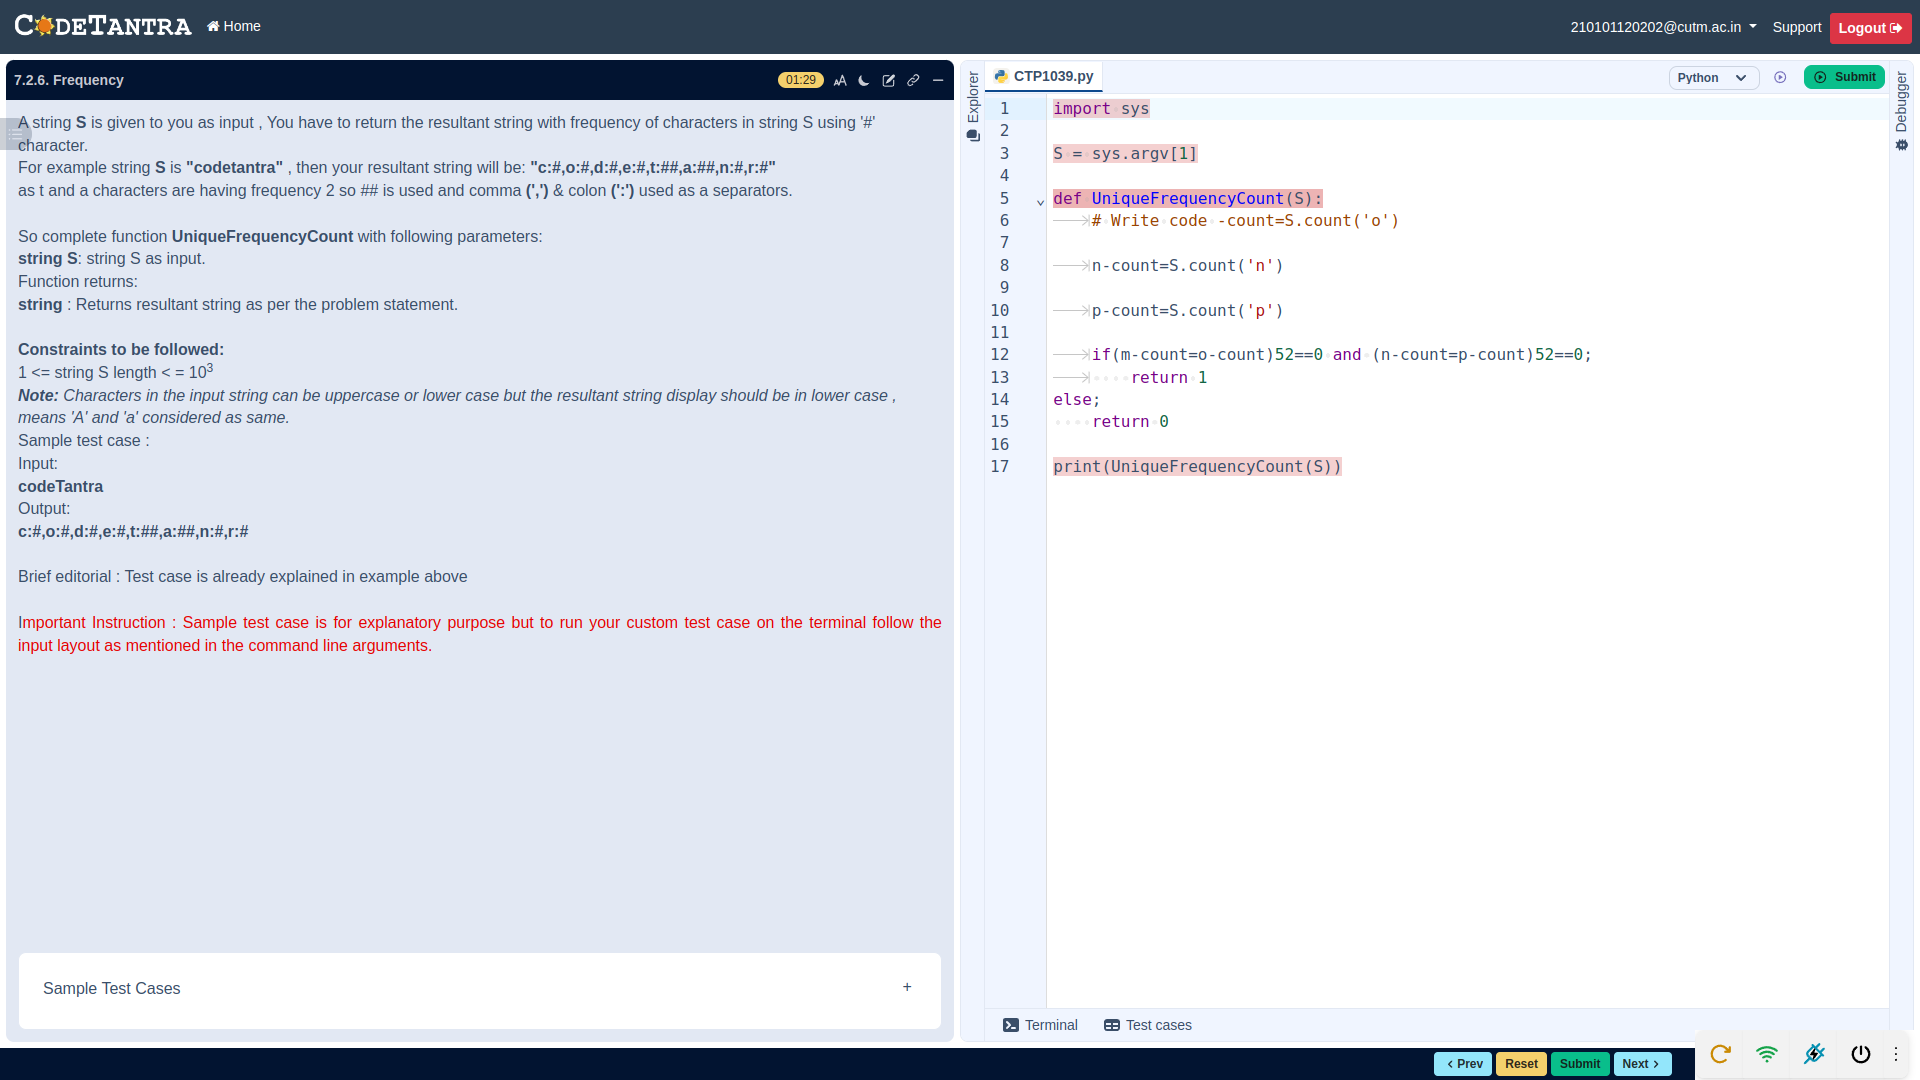 CODETANTRA Home 210101120202@cutm.ac.in Support Logout
7.2.6. Frequency 01:29
A string S is given to you as input , You have to return the resultant string with frequency of characters in string S using '#'
character.
For example string S is "codetantra" , then your resultant string will be: "c:#,o:#,d:#,e:#,t:##,a:##,n:#,r:#"
as t and a characters are having frequency 2 so ## is used and comma (',') & colon (':') used as a separators.
So complete function UniqueFrequencyCount with following parameters:
string S: string S as input.
Function returns:
string : Returns resultant string as per the problem statement.
Constraints to be followed:
1 <= string S length < = 10³
Note: Characters in the input string can be uppercase or lower case but the resultant string display should be in lower case ,
means 'A' and 'a' considered as same.
Sample test case :
Input:
codeTantra
Output:
c:#,o:#,d:#,e:#,t:##,a:##,n:#,r:#
Brief editorial : Test case is already explained in example above
Important Instruction : Sample test case is for explanatory purpose but to run your custom test case on the terminal follow the
input layout as mentioned in the command line arguments.
Sample Test Cases +
Explorer
CTP1039.py Python Submit
1 import sys
2
3 S = sys.argv[1]
4
5 def UniqueFrequencyCount(S):
6 # Write code -count=S.count('o')
7
8 n-count=S.count('n')
9
10 p-count=S.count('p')
11
12 if(m-count=o-count)52==0 and (n-count=p-count)52==0;
13 return 1
14 else;
15 return 0
16
17 print(UniqueFrequencyCount(S))
Debugger
Terminal Test cases
< Prev Reset Submit Next >